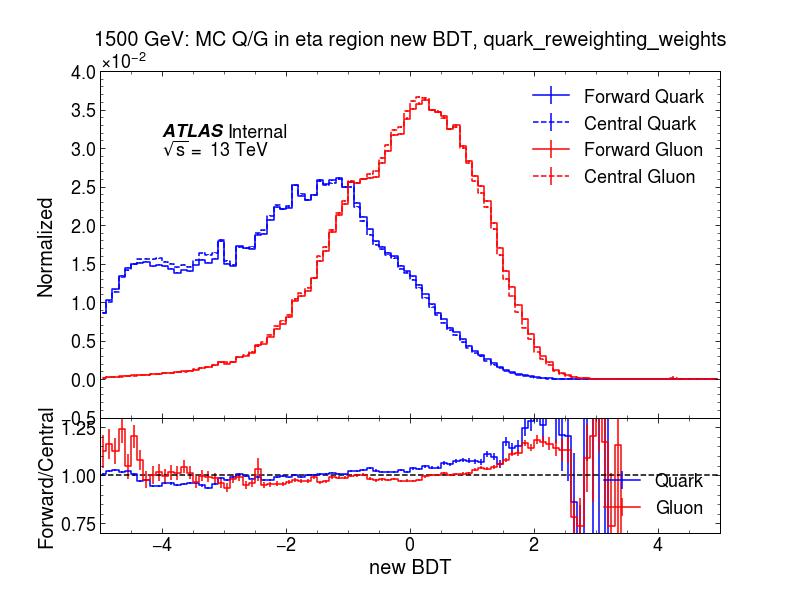 1500 GeV: MC Q/G in eta region new BDT, quark_reweighting_weights
×10⁻²
4.0
3.5
3.0
2.5
2.0
1.5
1.0
0.5
0.0
Normalized
ATLAS Internal
√s = 13 TeV
Forward Quark
Central Quark
Forward Gluon
Central Gluon
1.25
1.00
0.75
Forward/Central
Quark
Gluon
−4 −2 0 2 4
new BDT